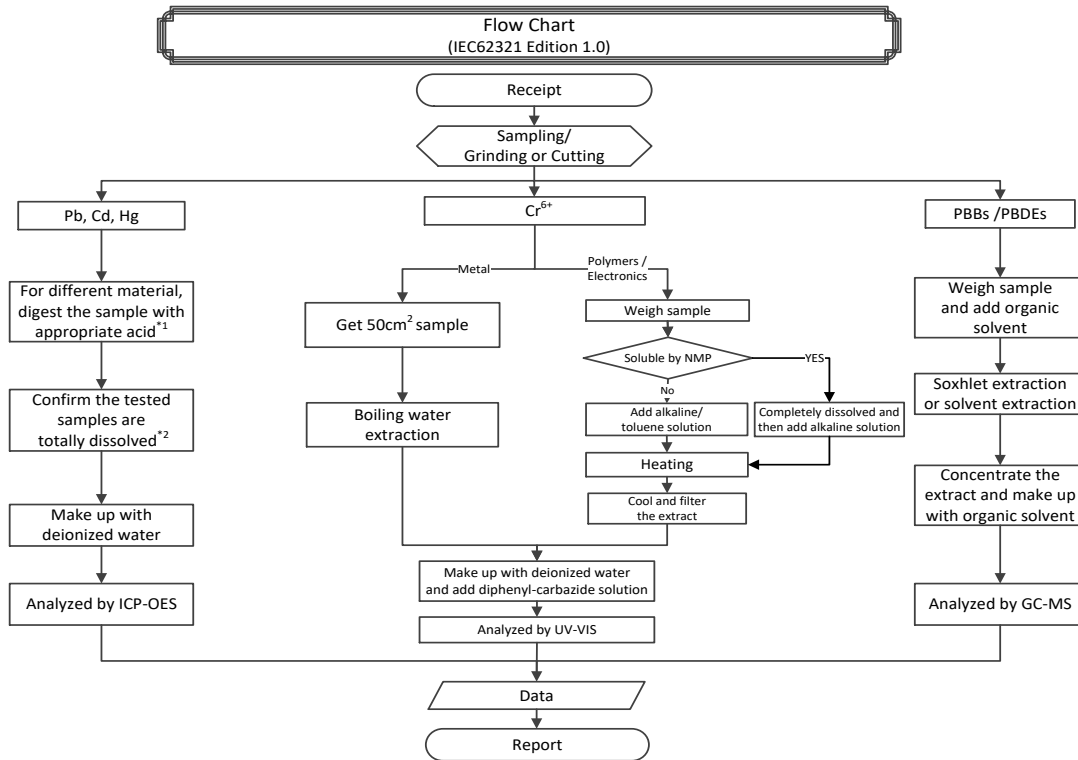 Flow Chart
(IEC62321 Edition 1.0)
Receipt
Sampling/
Grinding or Cutting
Pb, Cd, Hg
For different material,
digest the sample with
appropriate acid*1
Confirm the tested
samples are
totally dissolved*2
Make up with
deionized water
Analyzed by ICP-OES
Cr6+
Metal
Get 50cm2 sample
Boiling water
extraction
Polymers /
Electronics
Weigh sample
Soluble by NMP
YES
No
Add alkaline/
toluene solution
Completely dissolved and
then add alkaline solution
Heating
Cool and filter
the extract
Make up with deionized water
and add diphenyl-carbazide solution
Analyzed by UV-VIS
PBBs /PBDEs
Weigh sample
and add organic
solvent
Soxhlet extraction
or solvent extraction
Concentrate the
extract and make up
with organic solvent
Analyzed by GC-MS
Data
Report